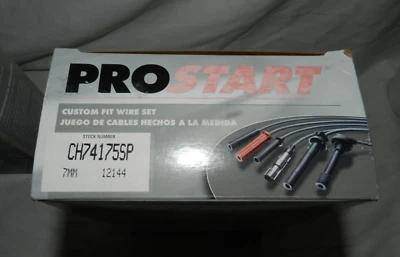 PROSTART
CUSTOM FIT WIRE SET
JUEGO DE CABLES HECHOS A LA MEDIDA
STOCK NUMBER
CH74175SP
7MM 12144